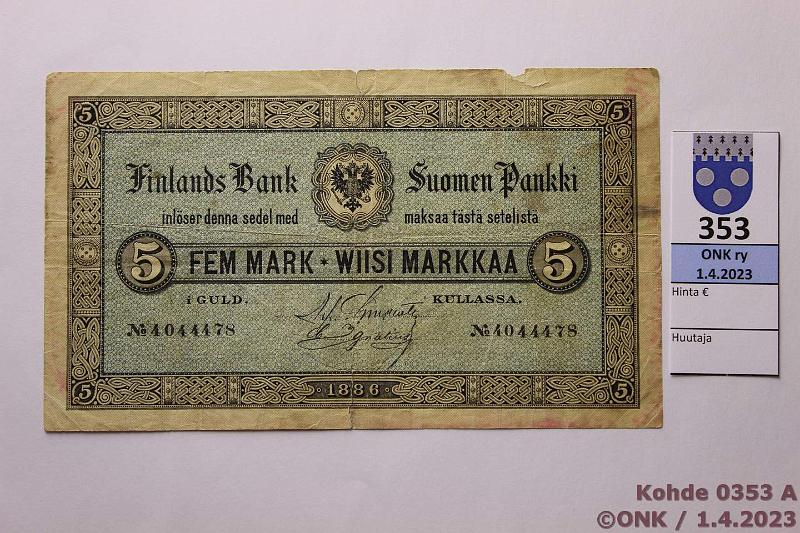 5 5
Finlands Bank Suomen Pankki
inlöser denna sedel med maksaa tästä setelistä
5 FEM MARK · WIISI MARKKAA 5
i GULD. KULLASSA.
№4044478 №4044478
5 1886 5
353
ONK ry
1.4.2023
Hinta €
Huutaja
Kohde 0353 A
©ONK / 1.4.2023